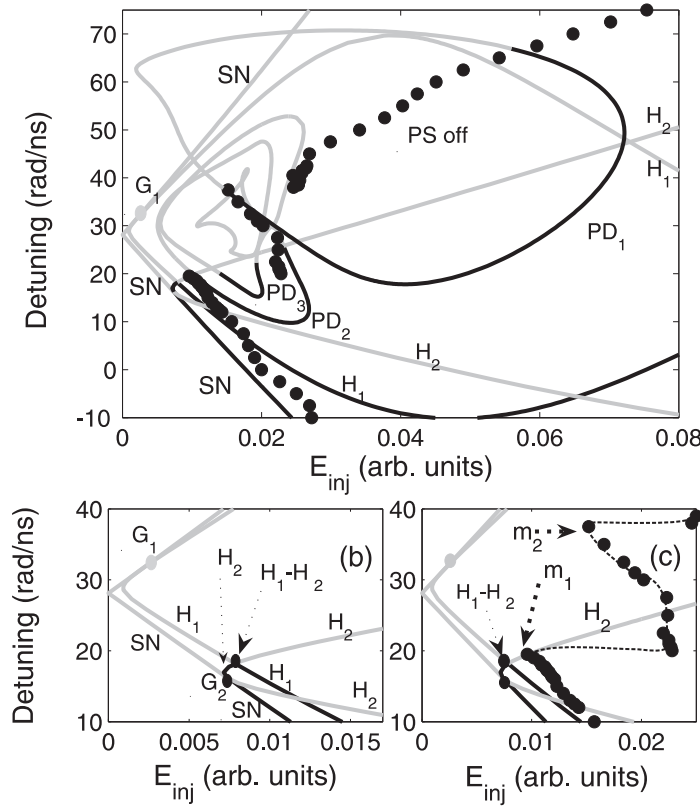 70
60
50
40
30
20
10
0
-10
Detuning (rad/ns)
SN
G1
SN
SN
PS off
H2
H1
PD1
PD3
PD2
H2
H1
0
0.02
0.04
0.06
0.08
Einj (arb. units)
40
30
20
10
Detuning (rad/ns)
G1
H2
H1-H2
(b)
H1
SN
H2
G2
H1
SN
H2
0
0.005
0.01
0.015
Einj (arb. units)
40
30
20
10
m2
(c)
H1-H2
m1
H2
0
0.01
0.02
Einj (arb. units)